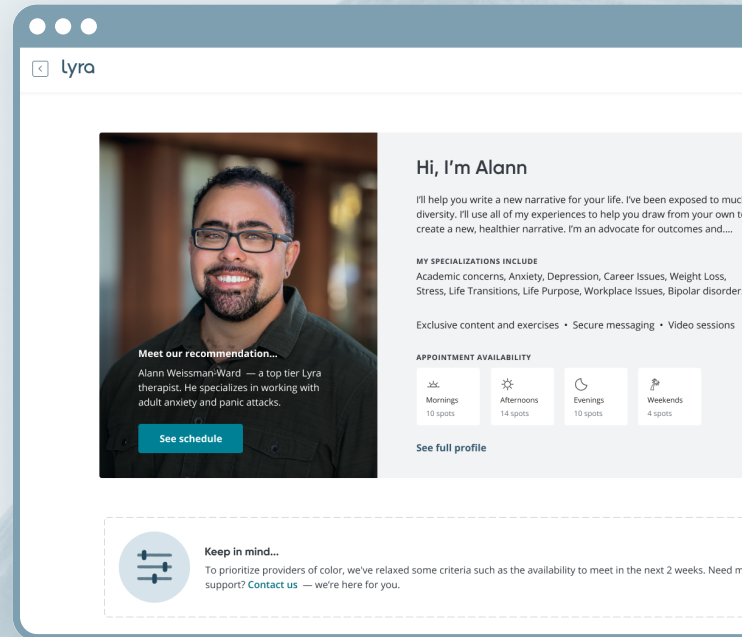 lyra
Hi, I'm Alann
I'll help you write a new narrative for your life. I've been exposed to
diversity. I'll use all of my experiences to help you draw from your own
create a new, healthier narrative. I'm an advocate for outcomes and....
MY SPECIALIZATIONS INCLUDE
Academic concerns, Anxiety, Depression, Career Issues, Weight Loss,
Stress, Life Transitions, Life Purpose, Workplace Issues, Bipolar disorder
Exclusive content and exercises • Secure messaging • Video sessions
APPOINTMENT AVAILABILITY
Mornings
10 spots
Afternoons
14 spots
Evenings
10 spots
Weekends
4 spots
See full profile
Meet our recommendation...
Alann Weissman-Ward — a top tier Lyra
therapist. He specializes in working with
adult anxiety and panic attacks.
See schedule
Keep in mind...
To prioritize providers of color, we've relaxed some criteria such as the availability to meet in the next 2 weeks. Need
support? Contact us — we're here for you.